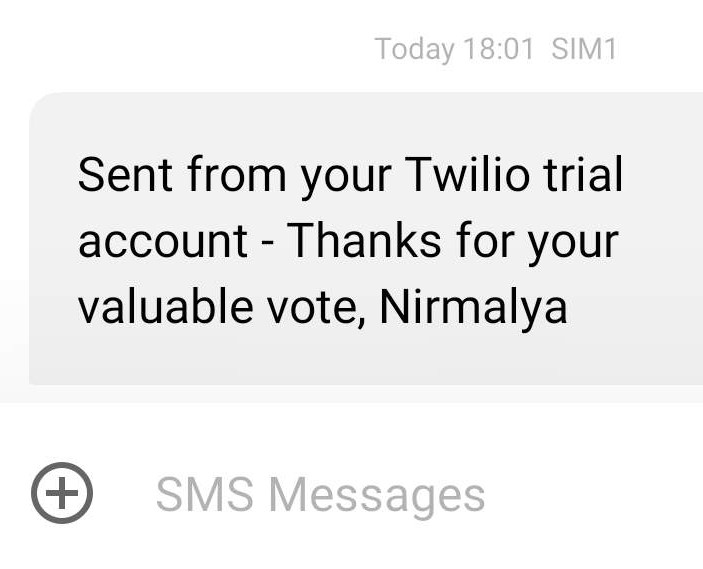 Today 18:01 SIM1
Sent from your Twilio trial
account - Thanks for your
valuable vote, Nirmalya
SMS Messages